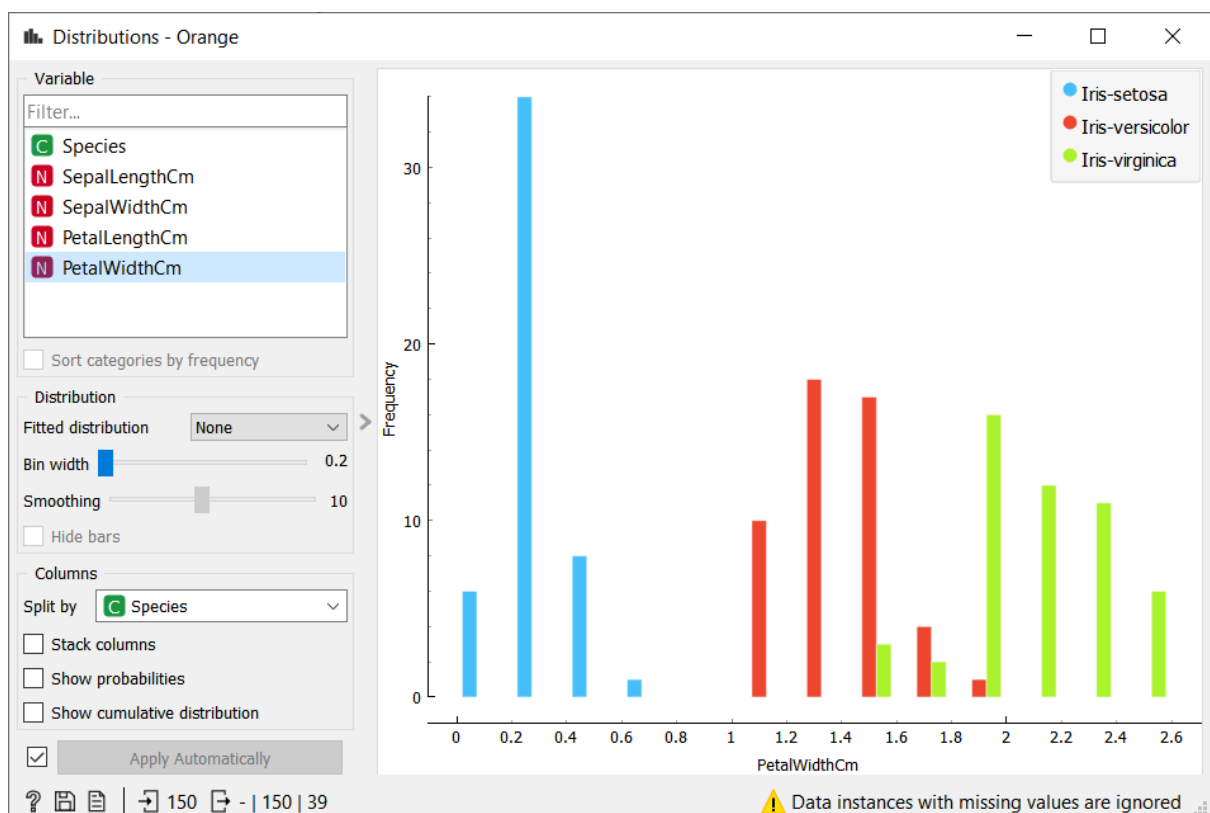 Distributions - Orange
Variable
Filter...
C Species
N SepalLengthCm
N SepalWidthCm
N PetalLengthCm
N PetalWidthCm
Sort categories by frequency
Distribution
Fitted distribution None
Bin width 0.2
Smoothing 10
Hide bars
Columns
Split by C Species
Stack columns
Show probabilities
Show cumulative distribution
Apply Automatically
? 150 - | 150 | 39
Iris-setosa
Iris-versicolor
Iris-virginica
Frequency
30
20
10
0
0 0.2 0.4 0.6 0.8 1 1.2 1.4 1.6 1.8 2 2.2 2.4 2.6
PetalWidthCm
Data instances with missing values are ignored